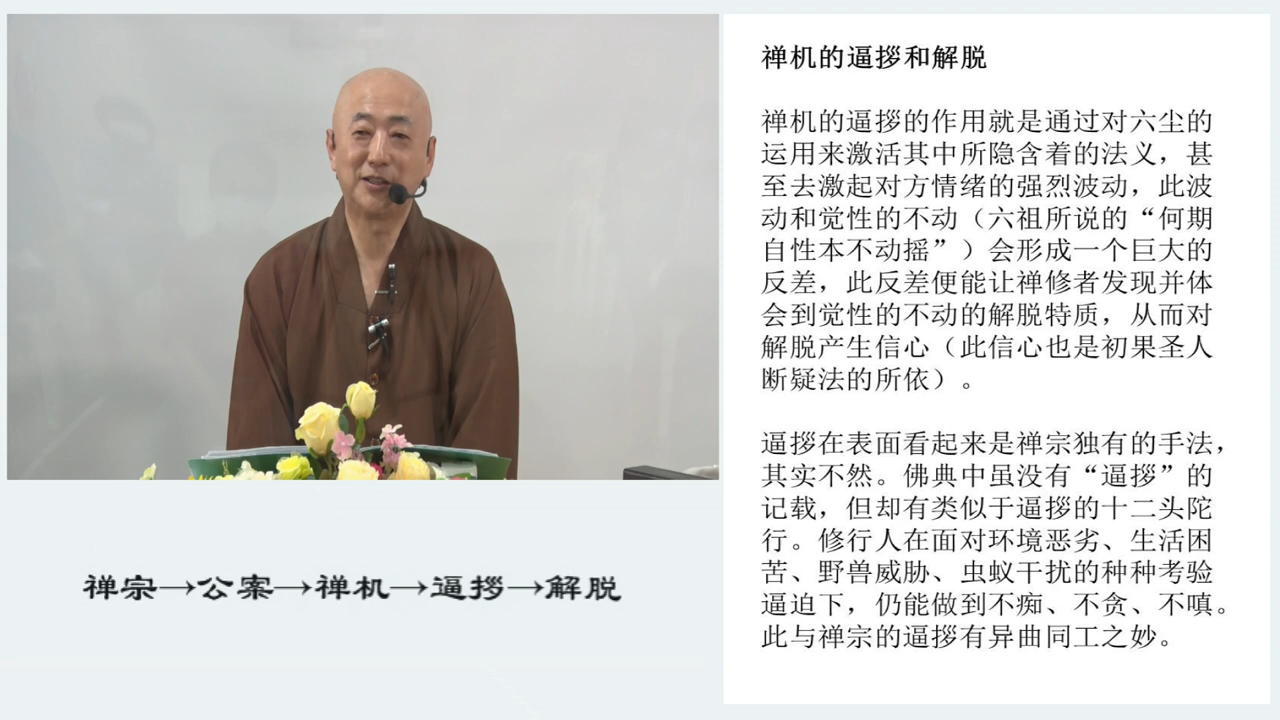 禅机的逼拶和解脱
禅机的逼拶的作用就是通过对六尘的
运用来激活其中所隐含着的法义，甚
至去激起对方情绪的强烈波动，此波
动和觉性的不动（六祖所说的“何期
自性本不动摇”）会形成一个巨大的
反差，此反差便能让禅修者发现并体
会到觉性的不动的解脱特质，从而对
解脱产生信心（此信心也是初果圣人
断疑法的所依）。
逼拶在表面看起来是禅宗独有的手法，
其实不然。佛典中虽没有“逼拶”的
记载，但却有类似于逼拶的十二头陀
行。修行人在面对环境恶劣、生活困
苦、野兽威胁、虫蚁干扰的种种考验
逼迫下，仍能做到不痴、不贪、不嗔。
此与禅宗的逼拶有异曲同工之妙。
禅宗→公案→禅机→逼拶→解脱